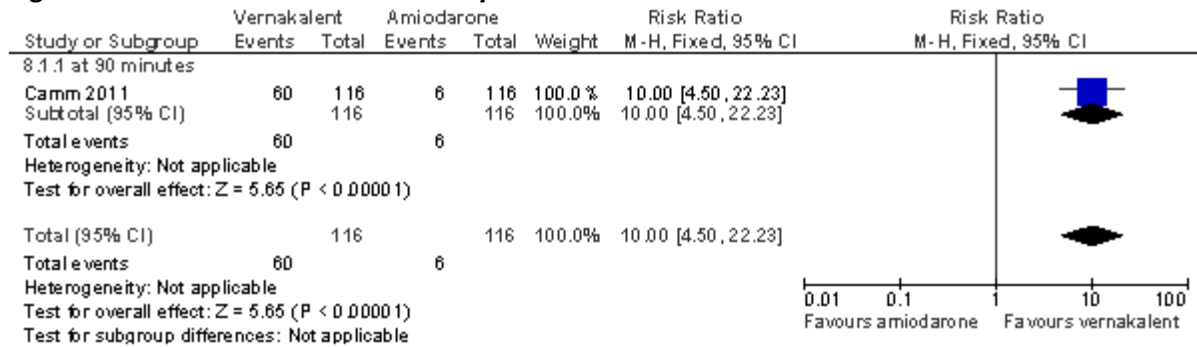 Vernakalent Amiodarone Risk Ratio Risk Ratio
Study or Subgroup Events Total Events Total Weight M-H, Fixed, 95% CI M-H, Fixed, 95% CI
8.1.1 at 90 minutes
Camm 2011 60 116 6 116 100.0% 10.00 [4.50, 22.23]
Subtotal (95% CI) 116 116 100.0% 10.00 [4.50, 22.23]
Total events 60 6
Heterogeneity: Not applicable
Test for overall effect: Z = 5.65 (P < 0.00001)
Total (95% CI) 116 116 100.0% 10.00 [4.50, 22.23]
Total events 60 6
Heterogeneity: Not applicable
Test for overall effect: Z = 5.65 (P < 0.00001)
Test for subgroup differences: Not applicable
0.01 0.1 1 10 100
Favours amiodarone Favours vernakalent